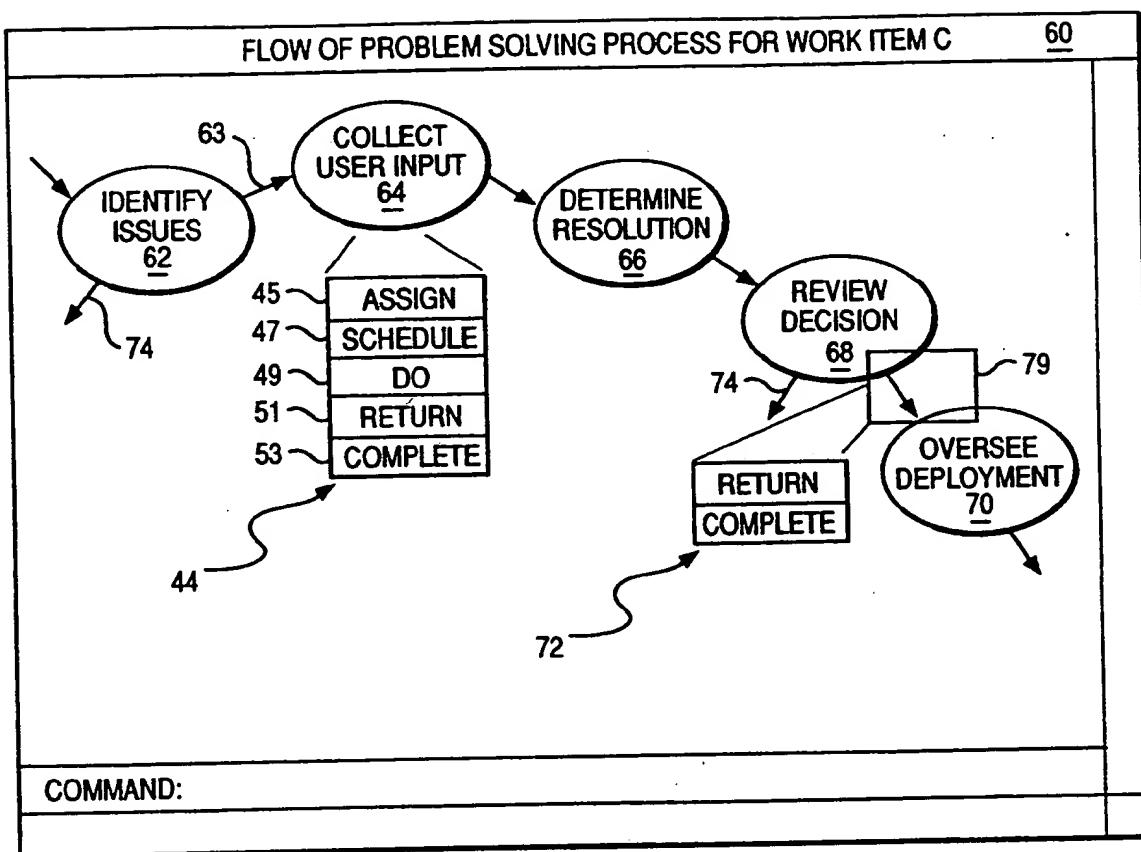 FLOW OF PROBLEM SOLVING PROCESS FOR WORK ITEM C 60
63
COLLECT
USER INPUT
64
IDENTIFY
ISSUES
62
DETERMINE
RESOLUTION
66
74
45 ASSIGN
47 SCHEDULE
49 DO
51 RETURN
53 COMPLETE
44
REVIEW
DECISION
68
79
74
OVERSEE
DEPLOYMENT
70
RETURN
COMPLETE
72
COMMAND: